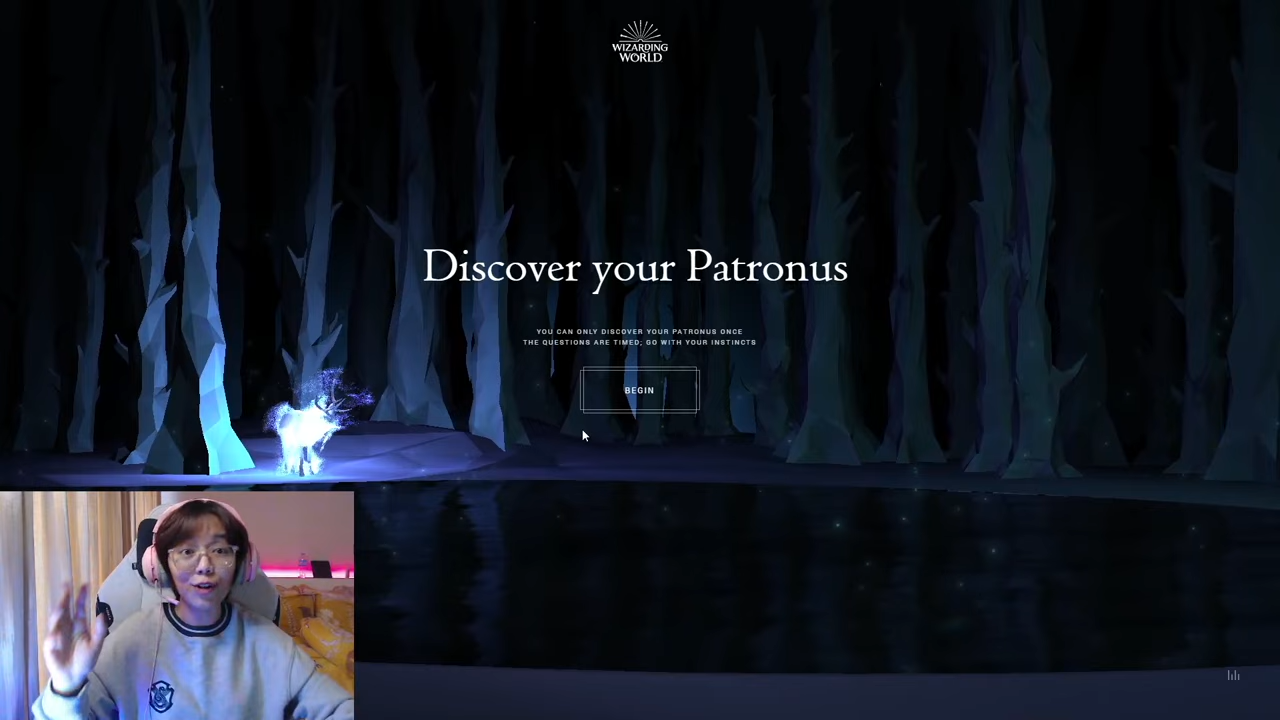 WIZARDING
WORLD
Discover your Patronus
YOU CAN ONLY DISCOVER YOUR PATRONUS ONCE
THE QUESTIONS ARE TIMED; GO WITH YOUR INSTINCTS
BEGIN